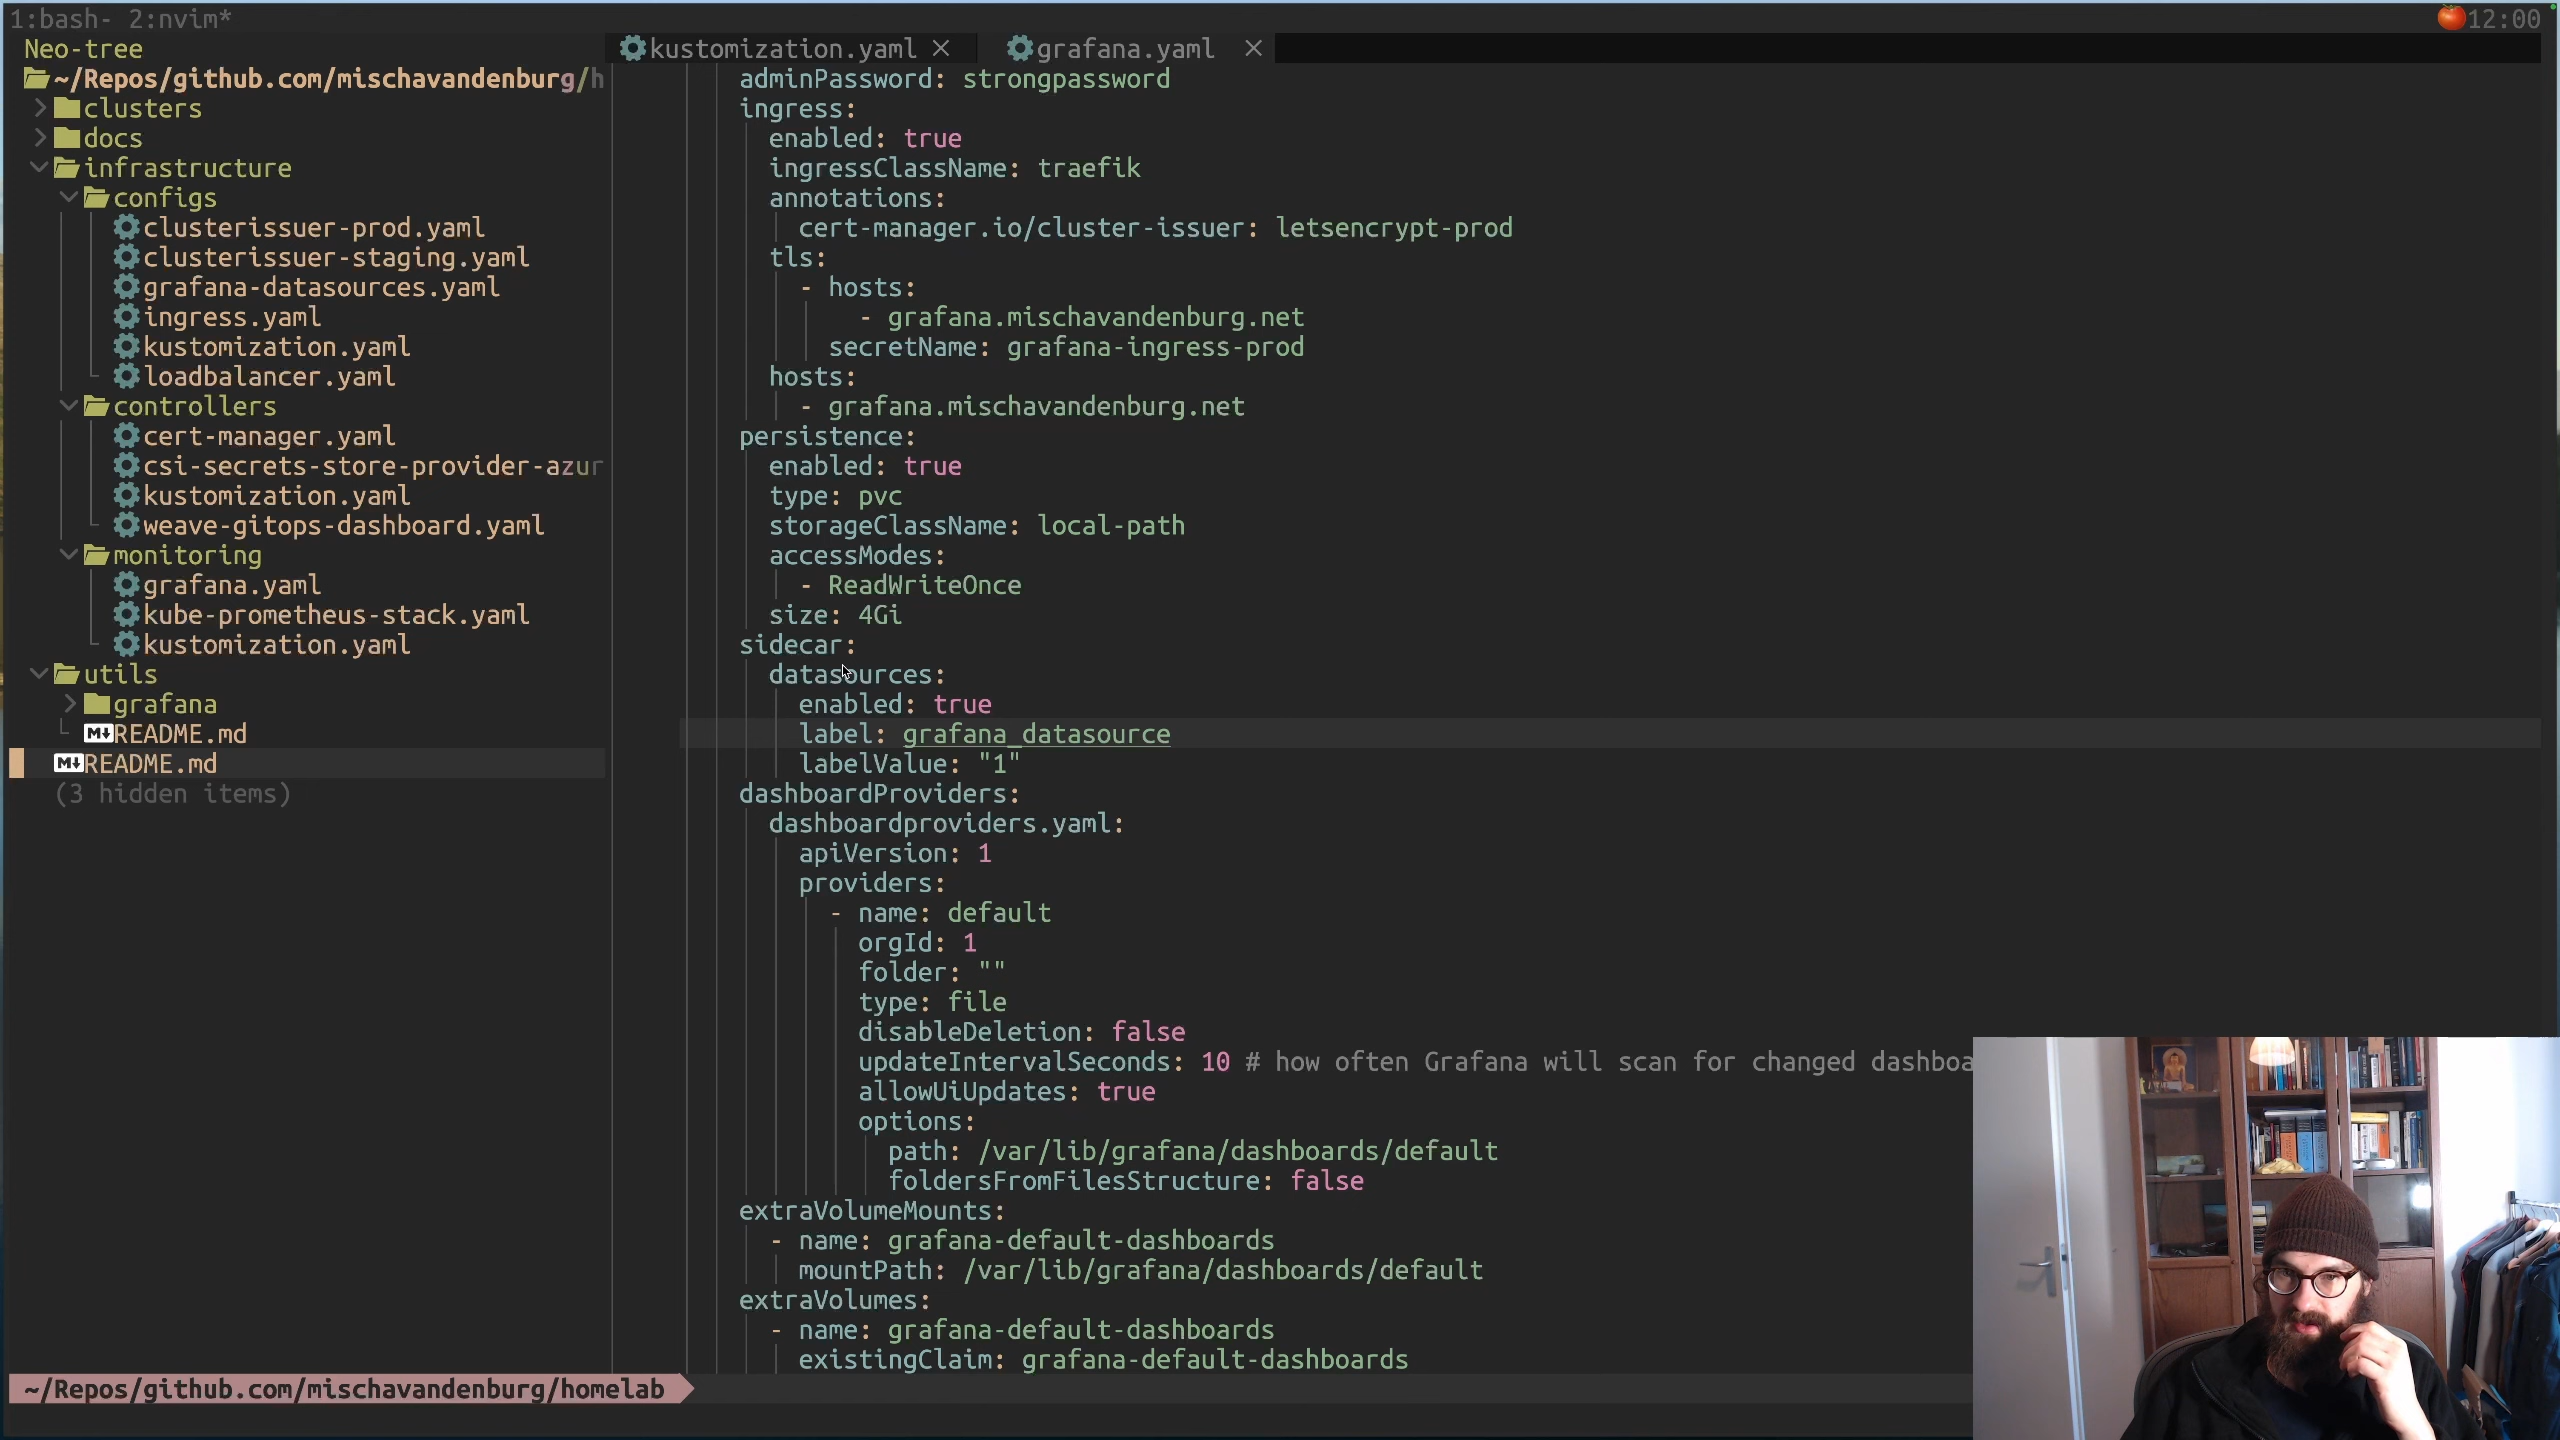 1:bash- 2:nvim*
12:00
Neo-tree
~/Repos/github.com/mischavandenburg/h
clusters
docs
infrastructure
configs
clusterissuer-prod.yaml
clusterissuer-staging.yaml
grafana-datasources.yaml
ingress.yaml
kustomization.yaml
loadbalancer.yaml
controllers
cert-manager.yaml
csi-secrets-store-provider-azur
kustomization.yaml
weave-gitops-dashboard.yaml
monitoring
grafana.yaml
kube-prometheus-stack.yaml
kustomization.yaml
utils
grafana
README.md
README.md
(3 hidden items)
kustomization.yaml
grafana.yaml
adminPassword: strongpassword
ingress:
enabled: true
ingressClassName: traefik
annotations:
cert-manager.io/cluster-issuer: letsencrypt-prod
tls:
- hosts:
- grafana.mischavandenburg.net
secretName: grafana-ingress-prod
hosts:
- grafana.mischavandenburg.net
persistence:
enabled: true
type: pvc
storageClassName: local-path
accessModes:
- ReadWriteOnce
size: 4Gi
sidecar:
datasources:
enabled: true
label: grafana_datasource
labelValue: "1"
dashboardProviders:
dashboardproviders.yaml:
apiVersion: 1
providers:
- name: default
orgId: 1
folder: ""
type: file
disableDeletion: false
updateIntervalSeconds: 10 # how often Grafana will scan for changed dashboa
allowUiUpdates: true
options:
path: /var/lib/grafana/dashboards/default
foldersFromFilesStructure: false
extraVolumeMounts:
- name: grafana-default-dashboards
mountPath: /var/lib/grafana/dashboards/default
extraVolumes:
- name: grafana-default-dashboards
existingClaim: grafana-default-dashboards
~/Repos/github.com/mischavandenburg/homelab